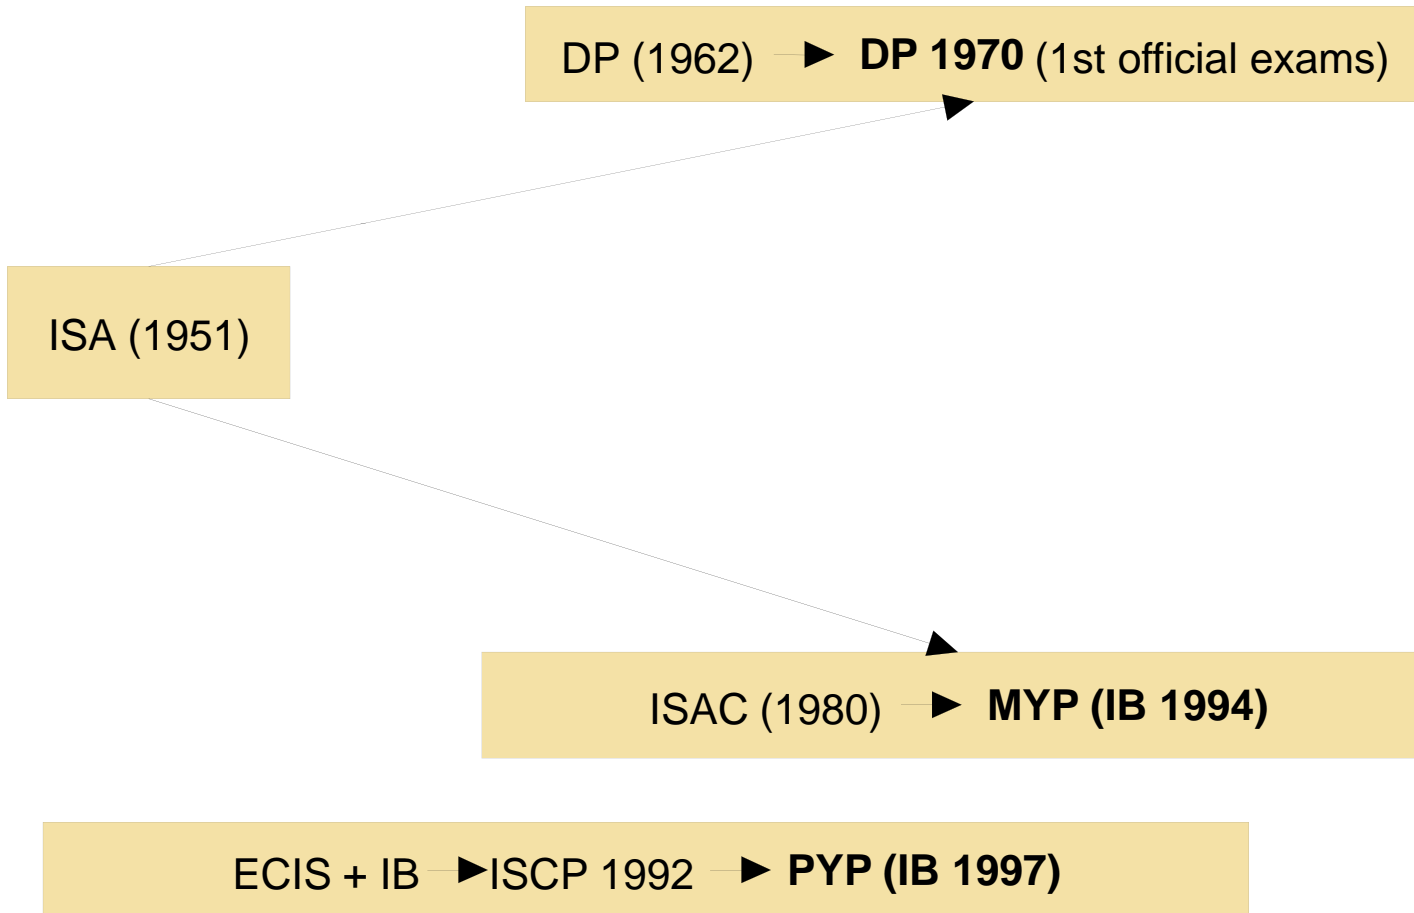 DP (1962) DP 1970 (1st official exams)
ISA (1951)
ISAC (1980) MYP (IB 1994)
ECIS + IB ISCP 1992 PYP (IB 1997)